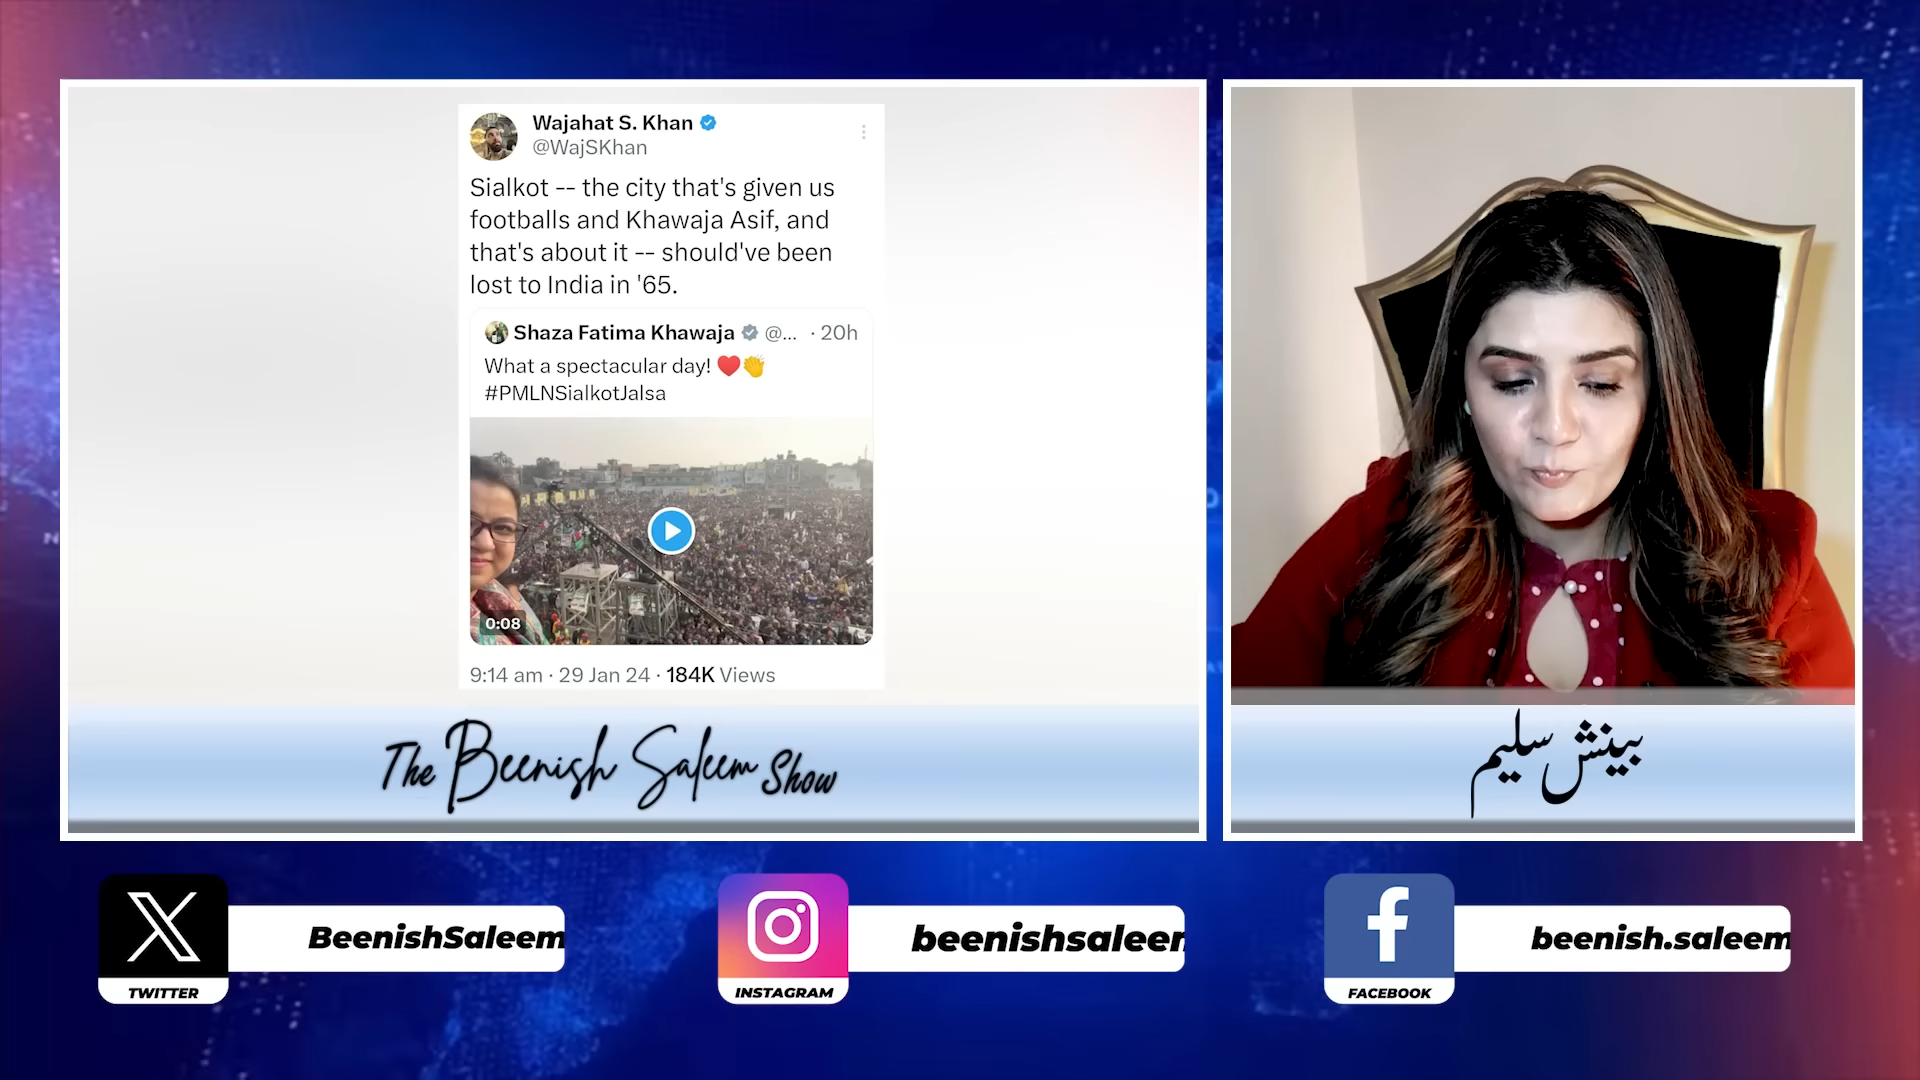 Wajahat S. Khan
@WajSKhan
Sialkot -- the city that's given us
footballs and Khawaja Asif, and
that's about it -- should've been
lost to India in '65.
Shaza Fatima Khawaja @... · 20h
What a spectacular day! ♥️👏
#PMLNSialkotJalsa
0:08
9:14 am · 29 Jan 24 · 184K Views
The Beenish Saleem Show
بینش سلیم
BeenishSaleem
TWITTER
beenishsaleem
INSTAGRAM
beenish.saleem
FACEBOOK